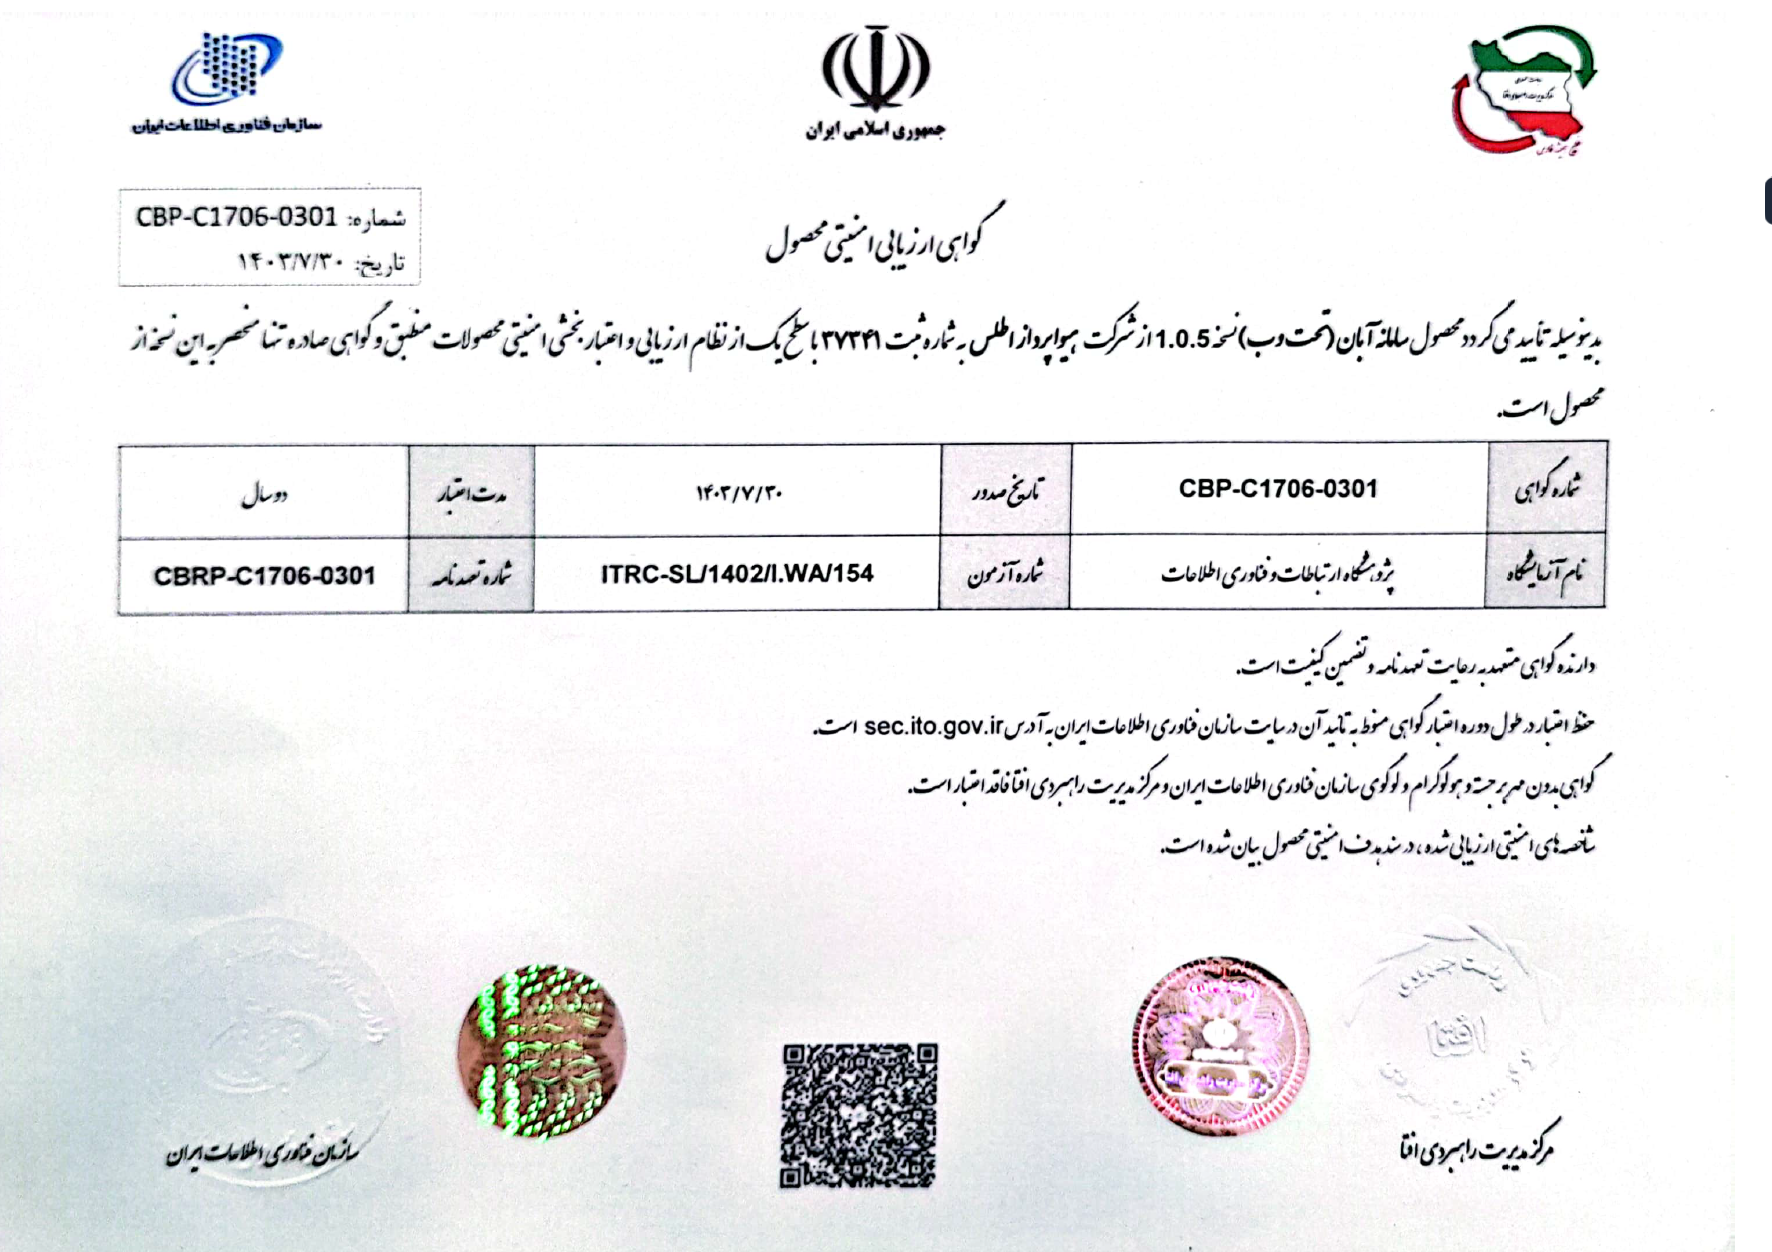 سازمان فناوری اطلاعات ایران
جمهوری اسلامی ایران
شماره: CBP-C1706-0301
تاریخ: ۱۴۰۳/۷/۳۰
گواهی ارزیابی امنیتی محصول
بدینوسیله تأیید می گردد محصول سامانه آبان (تحت وب) نسخه 1.0.5 از شرکت هیواپرداز اطلس به شماره ثبت ۳۷۳۴۱ با سطح یک از نظام ارزیابی و اعتبار بخشی امنیتی محصولات منطبق و گواهی صادره تنها منحصر به این نسخه از
محصول است.
شماره گواهی CBP-C1706-0301 تاریخ صدور ۱۴۰۳/۷/۳۰ مدت اعتبار دو سال
نام آزمایشگاه پژوهشگاه ارتباطات و فناوری اطلاعات شماره آزمون ITRC-SL/1402/I.WA/154 شماره تعهد نامه CBRP-C1706-0301
دارنده گواهی متعهد به رعایت تعهد نامه و تضمین کیفیت است.
حفظ اعتبار در طول دوره اعتبار گواهی منوط به تائید آن در سایت سازمان فناوری اطلاعات ایران به آدرس sec.ito.gov.ir است.
گواهی بدون مهر برجسته و هولوگرام و لوگوی سازمان فناوری اطلاعات ایران و مرکز مدیریت راهبردی افتا فاقد اعتبار است.
شاخصه های امنیتی ارزیابی شده، در سند هدف امنیتی محصول بیان شده است.
ریاست جمهوری
افتا
مرکز مدیریت راهبردی افتا
سازمان فناوری اطلاعات ایران